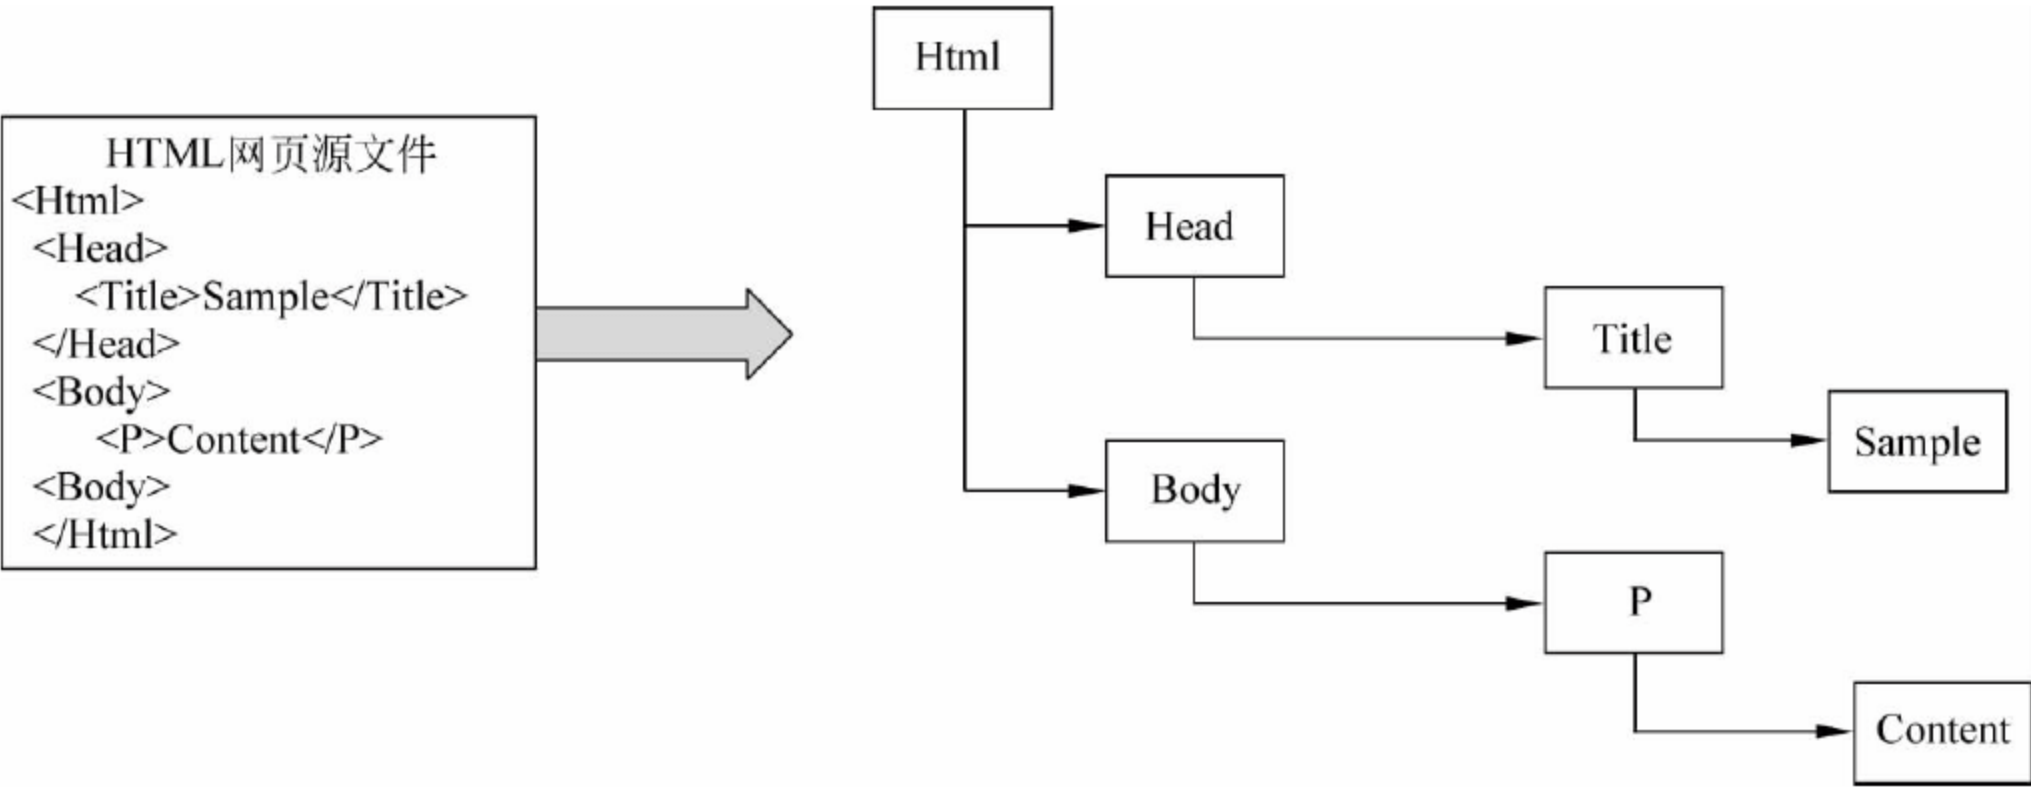 HTML网页源文件
<Html>
<Head>
<Title>Sample</Title>
</Head>
<Body>
<P>Content</P>
<Body>
</Html>
Html
Head
Title
Sample
Body
P
Content